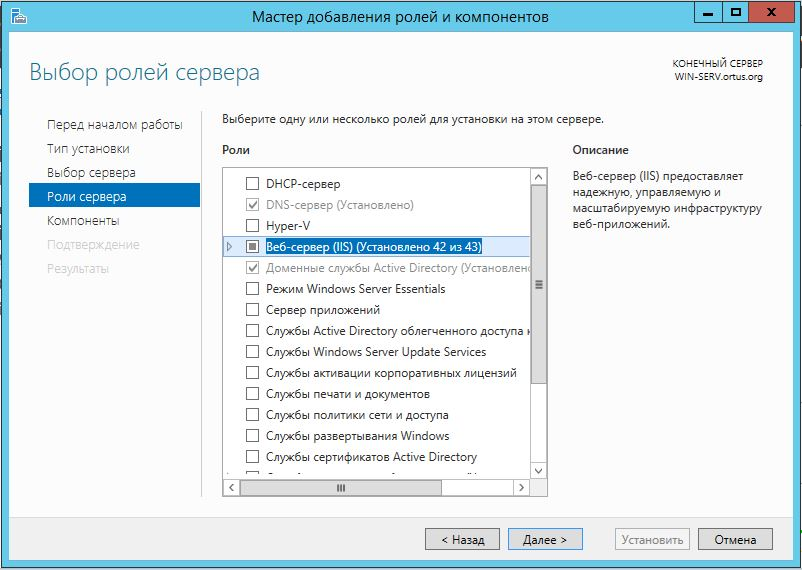 Мастер добавления ролей и компонентов
Выбор ролей сервера
КОНЕЧНЫЙ СЕРВЕР
WIN-SERV.ortus.org
Перед началом работы
Тип установки
Выбор сервера
Роли сервера
Компоненты
Подтверждение
Результаты
Выберите одну или несколько ролей для установки на этом сервере.
Роли
DHCP-сервер
DNS-сервер (Установлено)
Hyper-V
Веб-сервер (IIS) (Установлено 42 из 43)
Доменные службы Active Directory (Установлено
Режим Windows Server Essentials
Сервер приложений
Службы Active Directory облегченного доступа к
Службы Windows Server Update Services
Службы активации корпоративных лицензий
Службы печати и документов
Службы политики сети и доступа
Службы развертывания Windows
Службы сертификатов Active Directory
Описание
Веб-сервер (IIS) предоставляет
надежную, управляемую и
масштабируемую инфраструктуру
веб-приложений.
< Назад
Далее >
Установить
Отмена